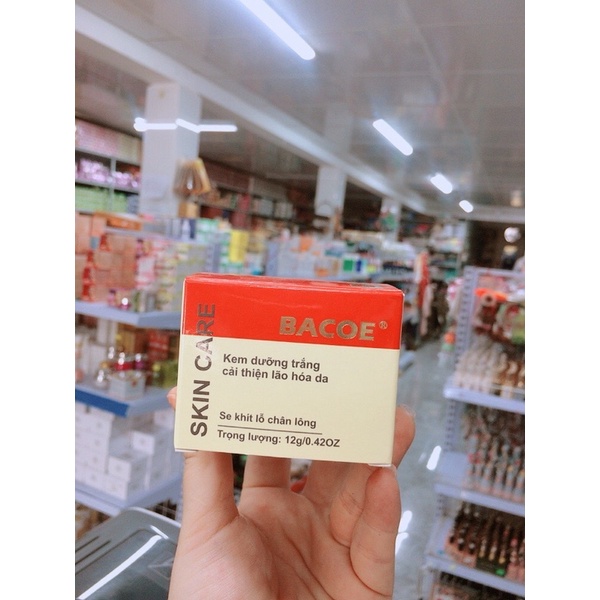 SKIN CARE
BACOE®
Kem dưỡng trắng
cải thiện lão hóa da
Se khít lỗ chân lông
Trọng lượng: 12g/0.42OZ